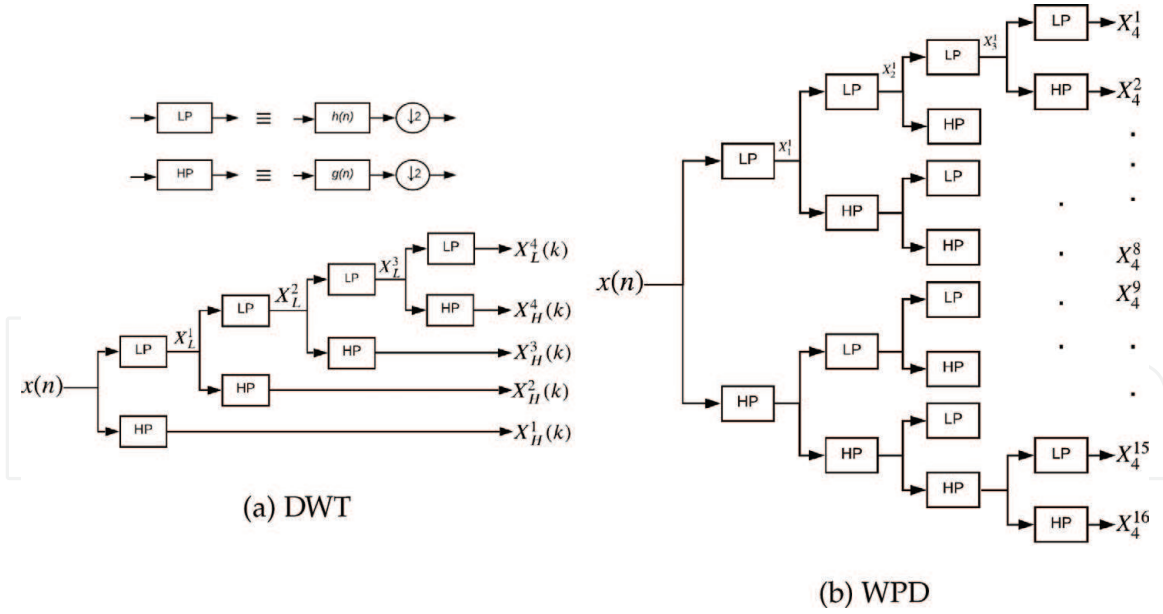 LP ≡ h(n) ↓2
HP ≡ g(n) ↓2
LP X_L^4(k)
LP X_L^3
HP X_H^4(k)
LP X_L^2
HP X_H^3(k)
LP X_L^1
HP X_H^2(k)
x(n)
HP X_H^1(k)
(a) DWT
LP X_4^1
LP X_3^1
HP X_4^2
LP X_2^1
HP
LP X_1^1
LP
HP
HP X_4^8
x(n)
LP X_4^9
LP
HP
HP
LP
HP
LP X_4^15
HP
HP X_4^16
(b) WPD